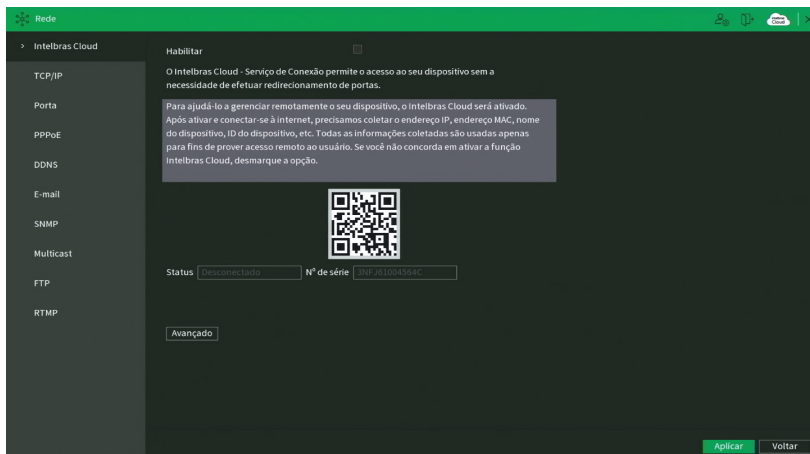 Rede
Intelbras Cloud
TCP/IP
Porta
PPPoE
DDNS
E-mail
SNMP
Multicast
FTP
RTMP
Habilitar
O Intelbras Cloud - Serviço de Conexão permite o acesso ao seu dispositivo sem a
necessidade de efetuar redirecionamento de portas.
Para ajudá-lo a gerenciar remotamente o seu dispositivo, o Intelbras Cloud será ativado.
Após ativar e conectar-se à internet, precisamos coletar o endereço IP, endereço MAC, nome
do dispositivo, ID do dispositivo, etc. Todas as informações coletadas são usadas apenas
para fins de prover acesso remoto ao usuário. Se você não concorda em ativar a função
Intelbras Cloud, desmarque a opção.
Status Desconectado Nº de série 3NFJ61004564C
Avançado
Aplicar Voltar